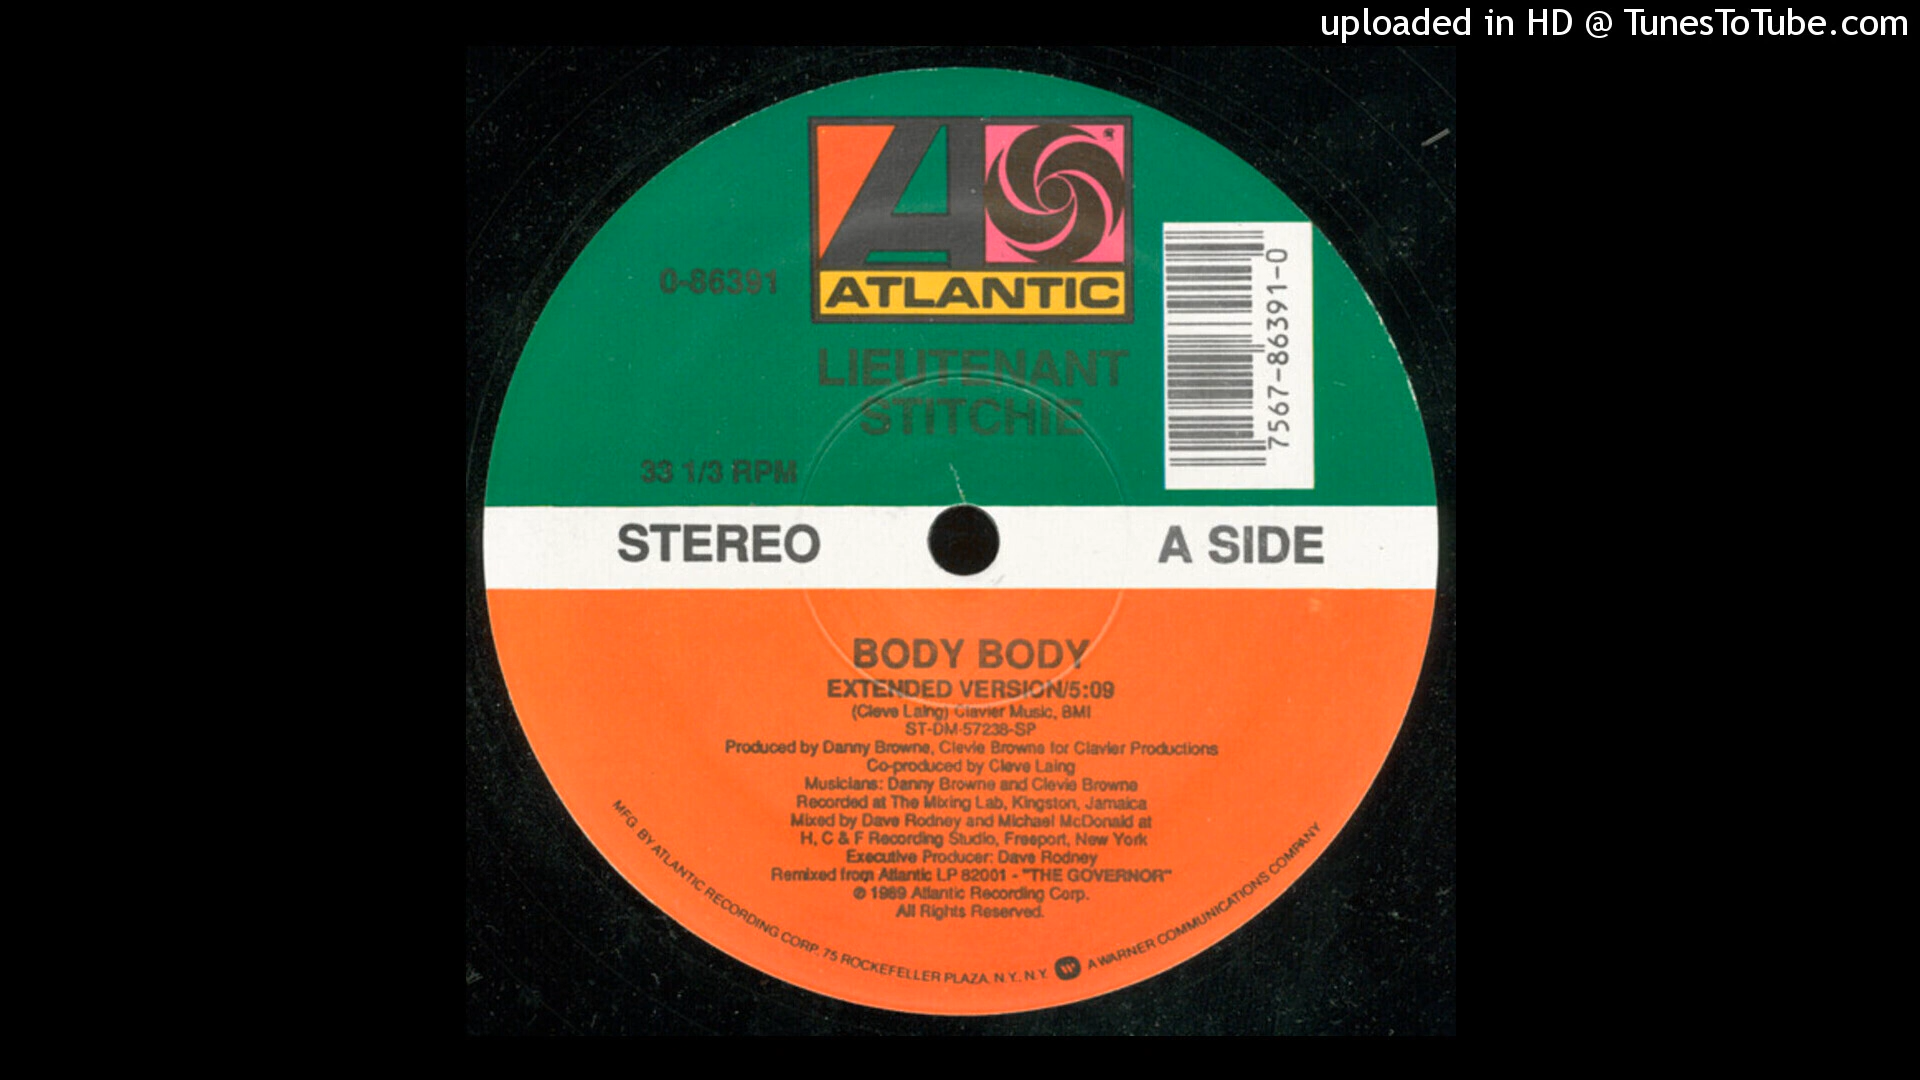 uploaded in HD @ TunesToTube.com
ATLANTIC
0-86391
7567-86391-0
LIEUTENANT
STITCHIE
33 1/3 RPM
STEREO
A SIDE
BODY BODY
EXTENDED VERSION/5:09
(Cleve Laing) Clavier Music, BMI
ST-DM-57238-SP
Produced by Danny Browne, Clevie Browne for Clavier Productions
Co-produced by Cleve Laing
Musicians: Danny Browne and Clevie Browne
Recorded at The Mixing Lab, Kingston, Jamaica
Mixed by Dave Rodney and Michael McDonald at
H, C & F Recording Studio, Freeport, New York
Executive Producer: Dave Rodney
Remixed from Atlantic LP 82001 - "THE GOVERNOR"
℗ 1989 Atlantic Recording Corp.
All Rights Reserved.
MFG. BY ATLANTIC RECORDING CORP. 75 ROCKEFELLER PLAZA, N.Y., N.Y. A WARNER COMMUNICATIONS COMPANY